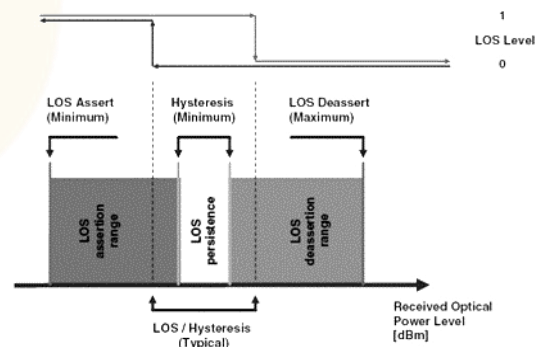 1
LOS Level
0
LOS Assert
(Minimum)
Hysteresis
(Minimum)
LOS Deassert
(Maximum)
LOS
assertion
range
LOS
persistence
LOS
deassertion
range
Received Optical
Power Level
[dBm]
LOS / Hysteresis
(Typical)